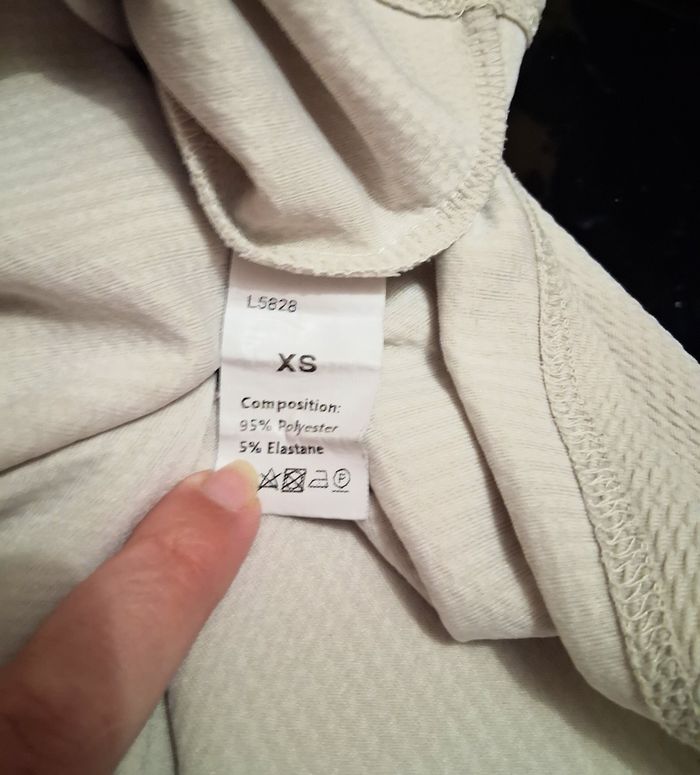 L5828
XS
Composition:
95% Polyester
5% Elastane
P